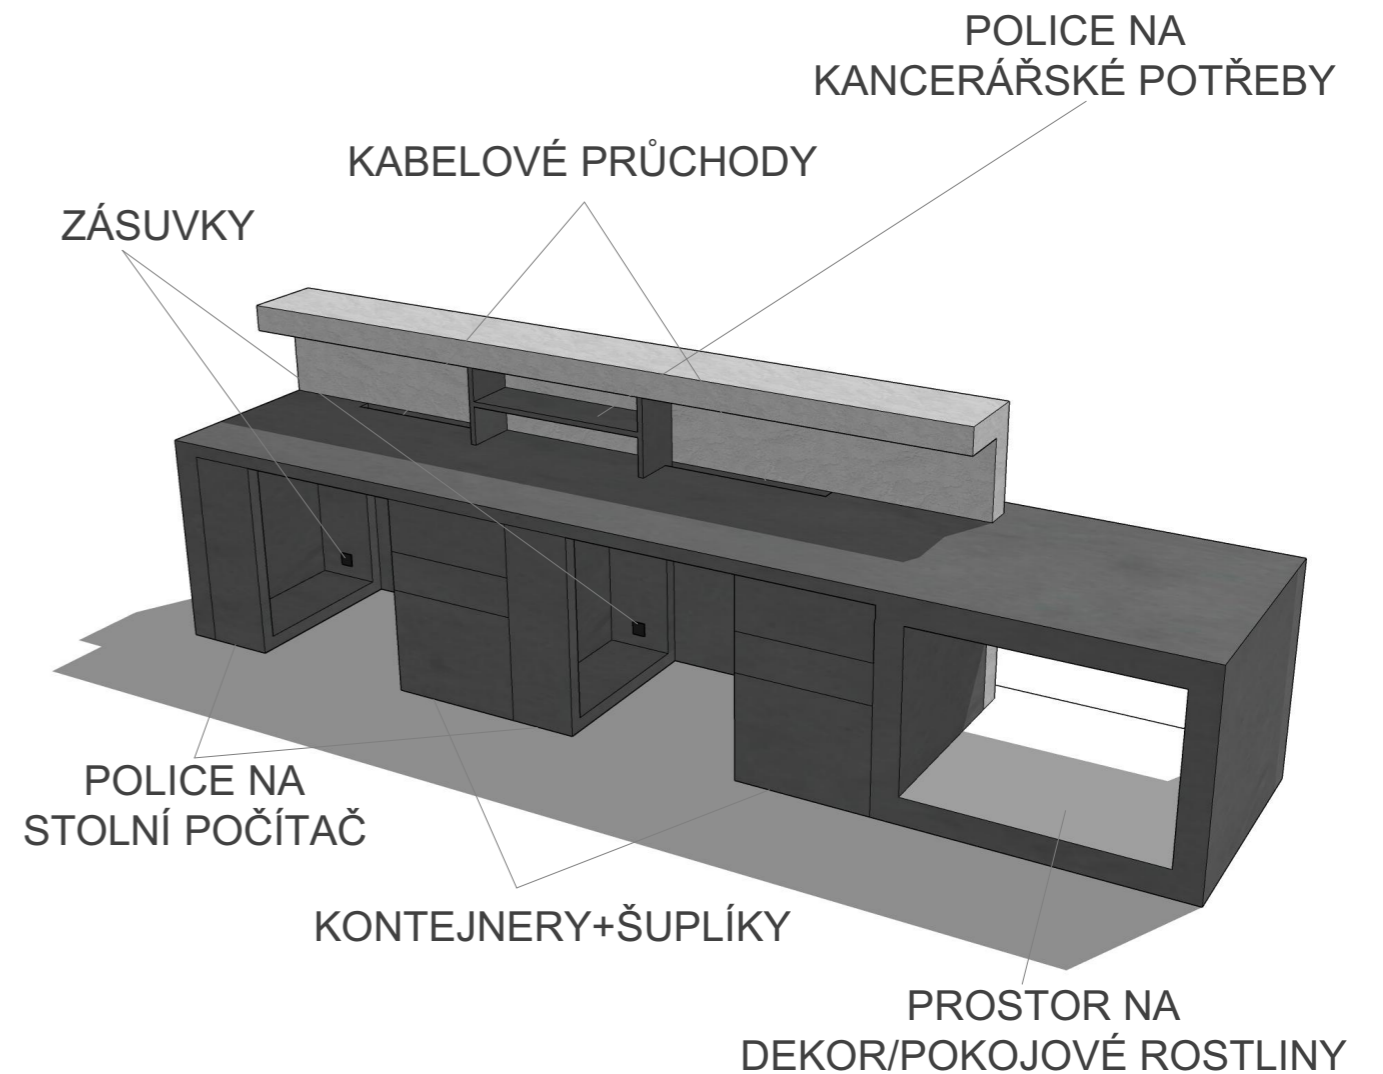 POLICE NA
KANCERÁŘSKÉ POTŘEBY
KABELOVÉ PRŮCHODY
ZÁSUVKY
POLICE NA
STOLNÍ POČÍTAČ
KONTEJNERY+ŠUPLÍKY
PROSTOR NA
DEKOR/POKOJOVÉ ROSTLINY